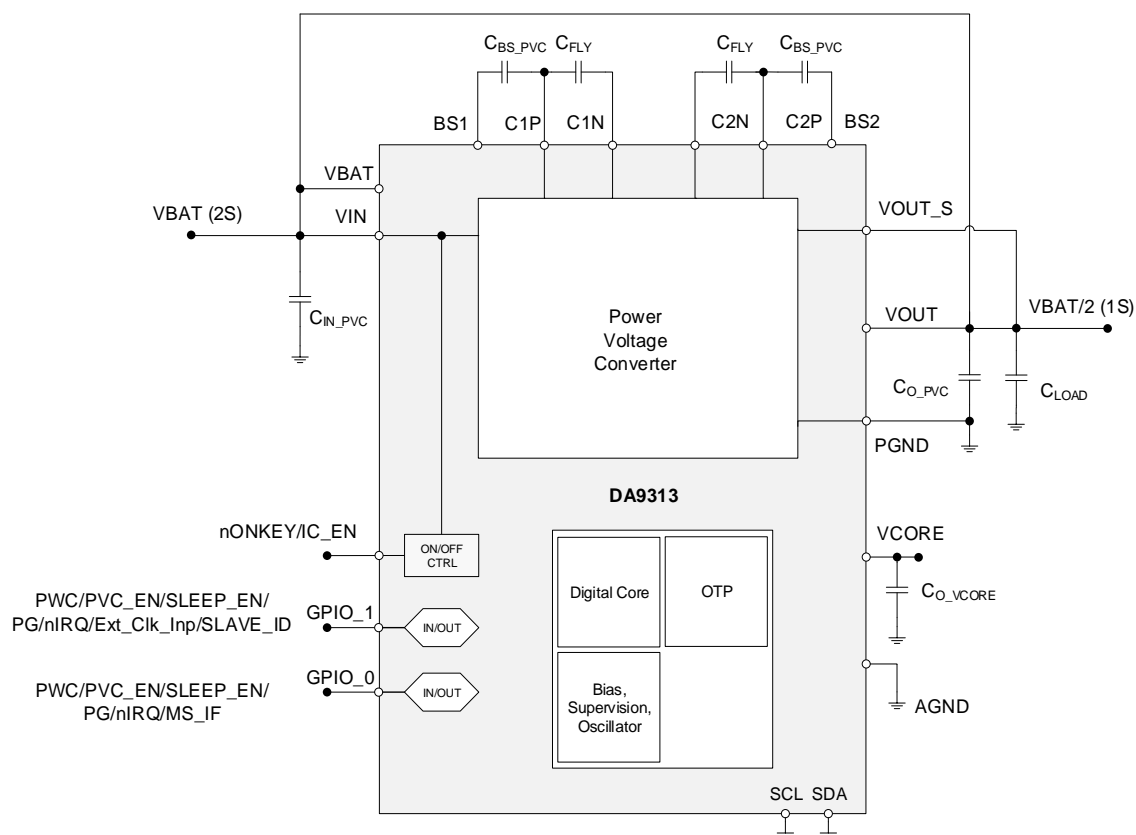 CBS_PVC
CFLY
CFLY
CBS_PVC
BS1
C1P
C1N
C2N
C2P
BS2
VBAT
VBAT (2S)
VIN
VOUT_S
CIN_PVC
Power
Voltage
Converter
VOUT
VBAT/2 (1S)
CO_PVC
CLOAD
PGND
DA9313
nONKEY/IC_EN
ON/OFF
CTRL
VCORE
Digital Core
OTP
CO_VCORE
PWC/PVC_EN/SLEEP_EN/
PG/nIRQ/Ext_Clk_Inp/SLAVE_ID
GPIO_1
IN/OUT
PWC/PVC_EN/SLEEP_EN/
PG/nIRQ/MS_IF
GPIO_0
IN/OUT
Bias,
Supervision,
Oscillator
AGND
SCL
SDA